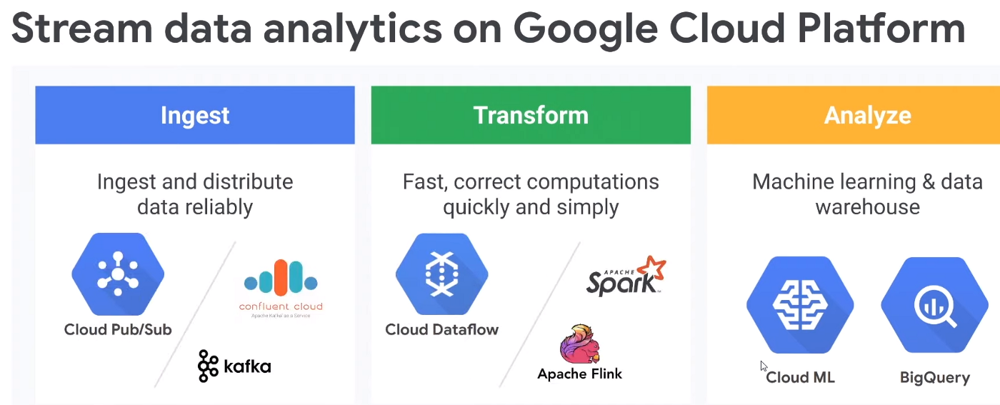 Stream data analytics on Google Cloud Platform
Ingest
Ingest and distribute
data reliably
Cloud Pub/Sub
confluent cloud
Apache Kafka® as a Service
kafka
Transform
Fast, correct computations
quickly and simply
Cloud Dataflow
APACHE
Spark™
Apache Flink
Analyze
Machine learning & data
warehouse
Cloud ML
BigQuery